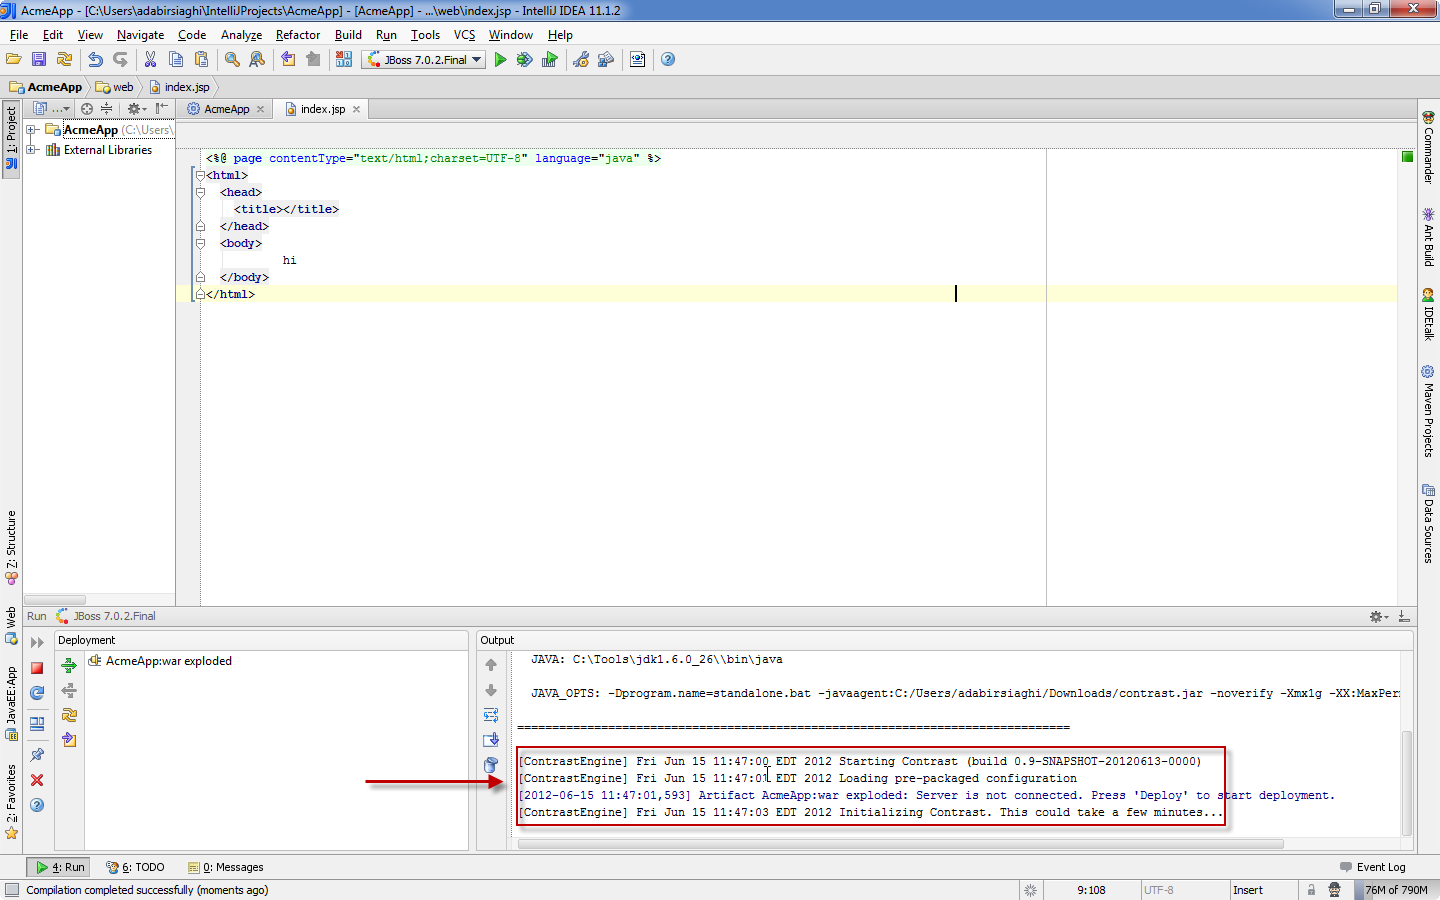 AcmeApp - [C:\Users\adabirsiaghi\IntelliJProjects\AcmeApp] - [AcmeApp] - ...\web\index.jsp - IntelliJ IDEA 11.1.2
File Edit View Navigate Code Analyze Refactor Build Run Tools VCS Window Help
JBoss 7.0.2.Final
AcmeApp web index.jsp
1: Project
...
AcmeApp index.jsp
AcmeApp (C:\Users\
External Libraries
<%@ page contentType="text/html;charset=UTF-8" language="java" %>
<html>
<head>
<title></title>
</head>
<body>
hi
</body>
</html>
Commander
Ant Build
IDEtalk
Maven Projects
Data Sources
Z: Structure
Web
JavaEE:App
2: Favorites
Run JBoss 7.0.2.Final
Deployment
AcmeApp:war exploded
Output
JAVA: C:\Tools\jdk1.6.0_26\\bin\java
JAVA_OPTS: -Dprogram.name=standalone.bat -javaagent:C:/Users/adabirsiaghi/Downloads/contrast.jar -noverify -Xmx1g -XX:MaxPer
===============================================================================
[ContrastEngine] Fri Jun 15 11:47:00 EDT 2012 Starting Contrast (build 0.9-SNAPSHOT-20120613-0000)
[ContrastEngine] Fri Jun 15 11:47:01 EDT 2012 Loading pre-packaged configuration
[2012-06-15 11:47:01,593] Artifact AcmeApp:war exploded: Server is not connected. Press 'Deploy' to start deployment.
[ContrastEngine] Fri Jun 15 11:47:03 EDT 2012 Initializing Contrast. This could take a few minutes...
4: Run 6: TODO 0: Messages Event Log
Compilation completed successfully (moments ago) 9:108 UTF-8 Insert 76M of 790M